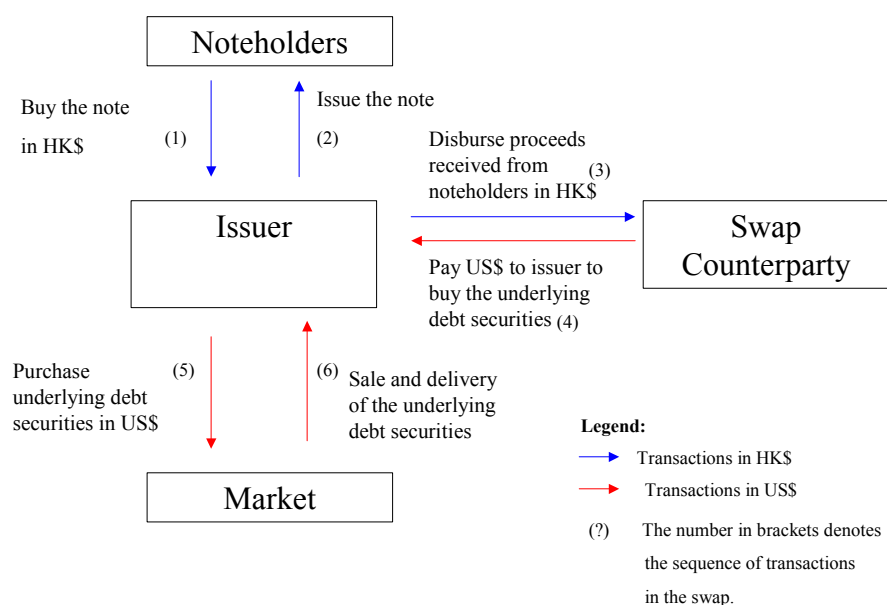 Noteholders
Buy the note
in HK$
(1)
Issue the note
(2)
Disburse proceeds
received from
noteholders in HK$
(3)
Issuer
Swap
Counterparty
Pay US$ to issuer to
buy the underlying
debt securities (4)
Purchase
underlying debt
securities in US$
(5)
(6)
Sale and delivery
of the underlying
debt securities
Market
Legend:
Transactions in HK$
Transactions in US$
(?) The number in brackets denotes
the sequence of transactions
in the swap.